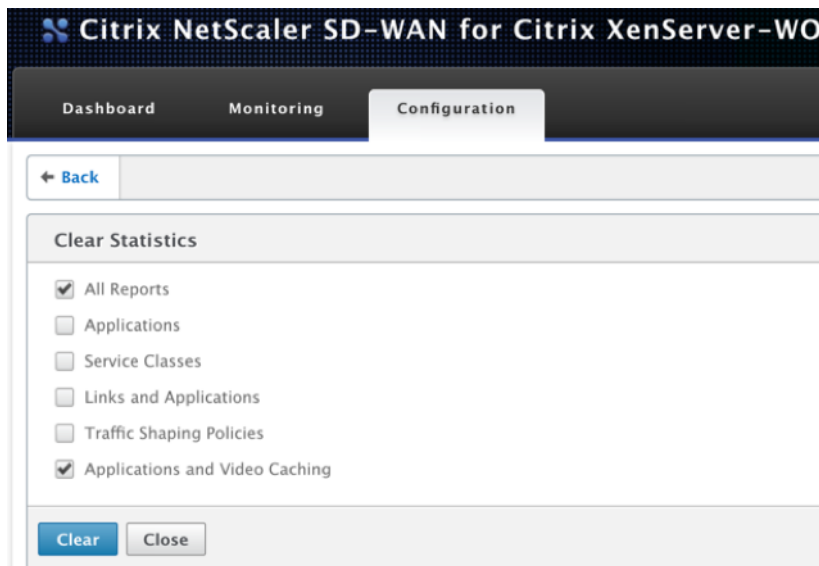 Citrix NetScaler SD-WAN for Citrix XenServer-WO
Dashboard Monitoring Configuration
Back
Clear Statistics
All Reports
Applications
Service Classes
Links and Applications
Traffic Shaping Policies
Applications and Video Caching
Clear Close